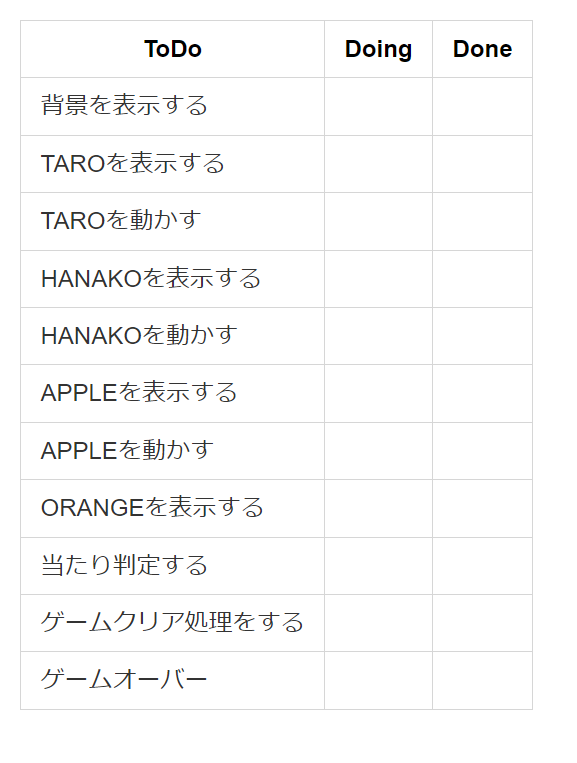 ToDo Doing Done
背景を表示する
TAROを表示する
TAROを動かす
HANAKOを表示する
HANAKOを動かす
APPLEを表示する
APPLEを動かす
ORANGEを表示する
当たり判定する
ゲームクリア処理をする
ゲームオーバー